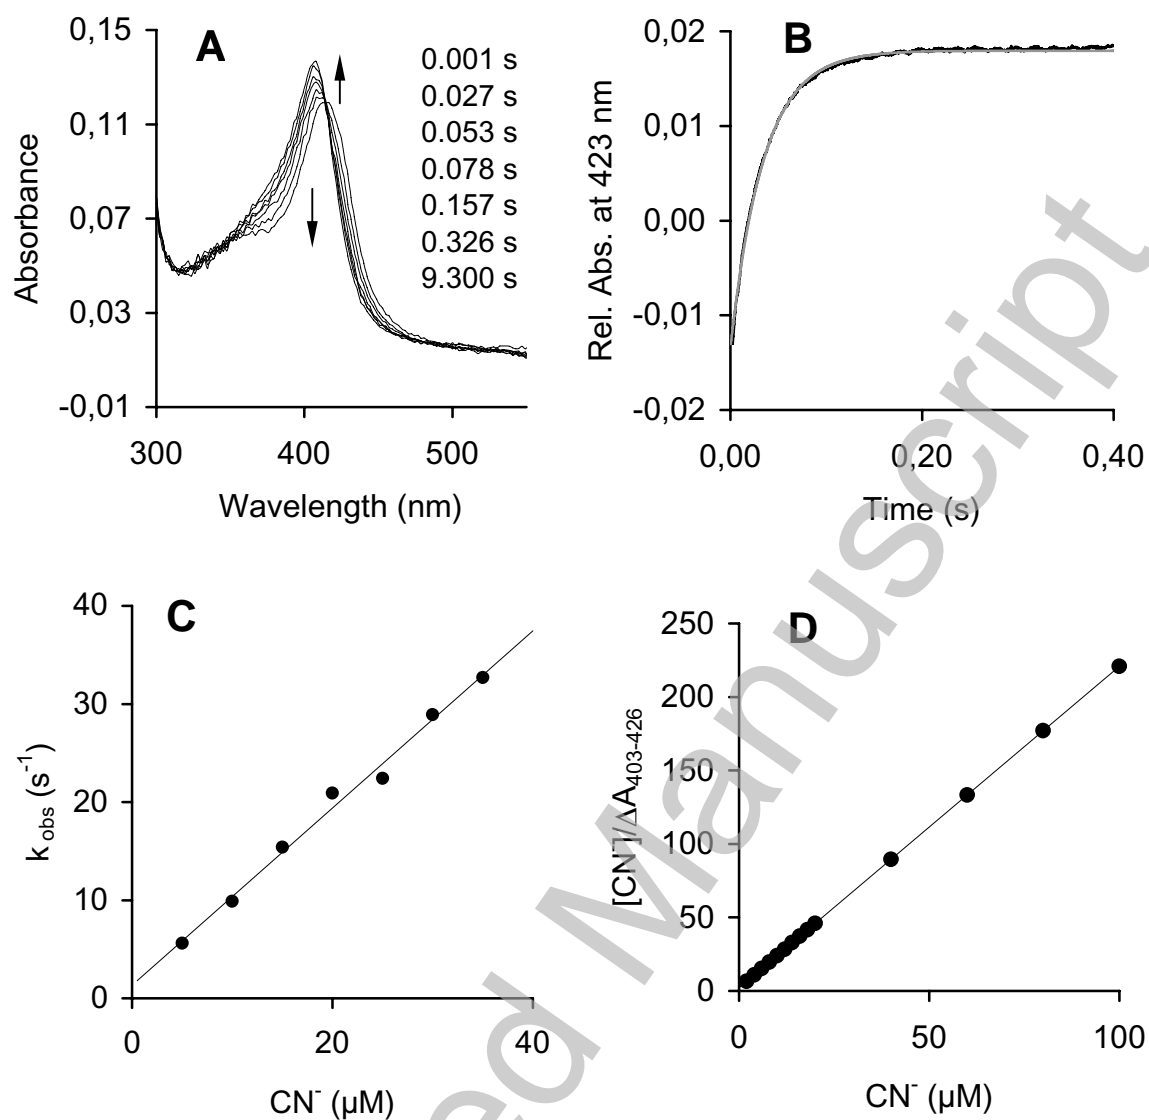 A
0,15
0,11
0,07
0,03
-0,01
Absorbance
300
400
500
Wavelength (nm)
0.001 s
0.027 s
0.053 s
0.078 s
0.157 s
0.326 s
9.300 s
B
0,02
0,01
0,00
-0,01
-0,02
Rel. Abs. at 423 nm
0,00
0,20
0,40
Time (s)
C
40
30
20
10
0
k obs (s-1)
0
20
40
CN- (µM)
D
250
200
150
100
50
0
[CN-]/ΔA403-426
0
50
100
CN- (µM)
ed Manuscript